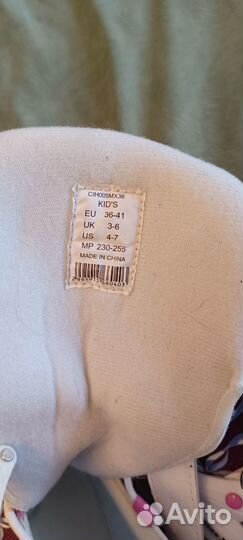 CIH005MX36
KID'S
EU 36-41
UK 3-6
US 4-7
MP 230-255
MADE IN CHINA
Avito